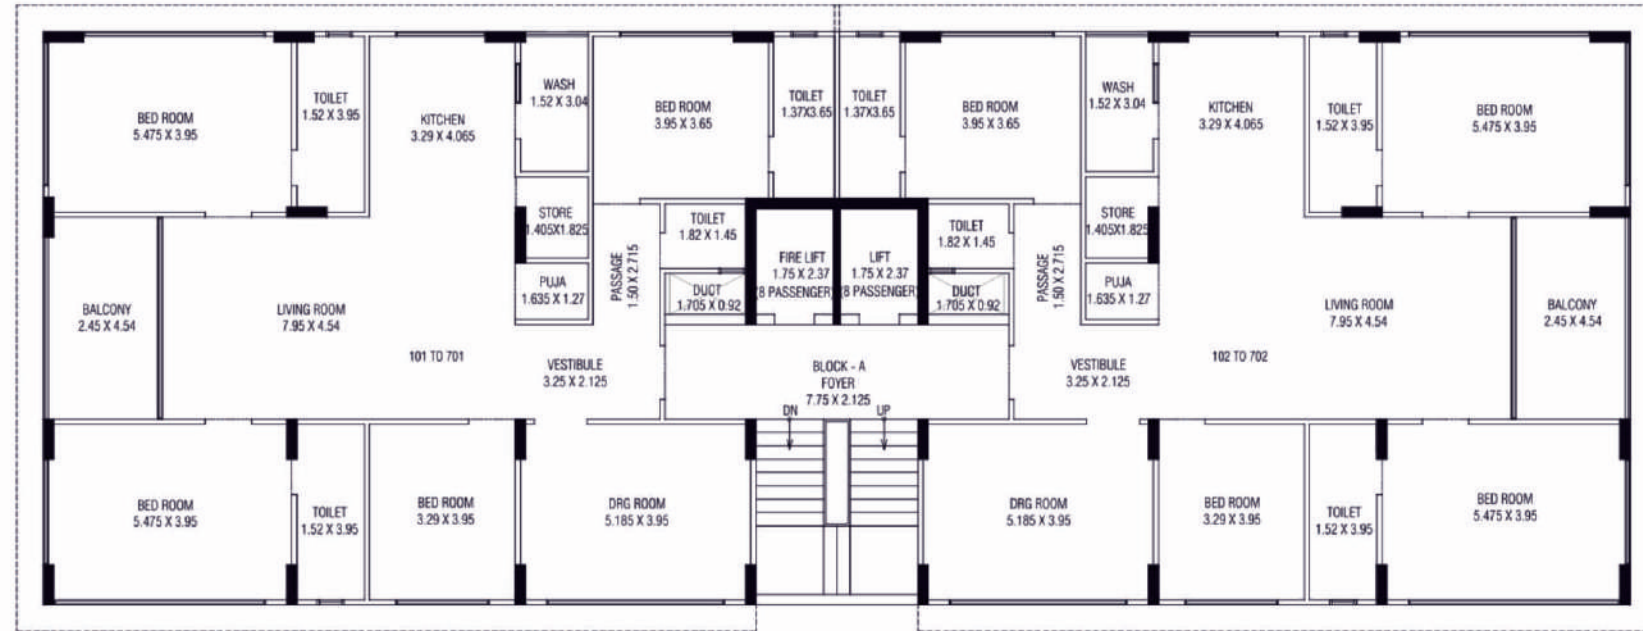 BED ROOM
5.475 X 3.95
TOILET
1.52 X 3.95
KITCHEN
3.29 X 4.065
WASH
1.52 X 3.04
BED ROOM
3.95 X 3.65
TOILET
1.37X3.65
TOILET
1.37X3.65
BED ROOM
3.95 X 3.65
WASH
1.52 X 3.04
KITCHEN
3.29 X 4.065
TOILET
1.52 X 3.95
BED ROOM
5.475 X 3.95
STORE
1.405X1.825
PUJA
1.635 X 1.27
PASSAGE
1.50 X 2.715
TOILET
1.82 X 1.45
DUCT
1.705 X 0.92
FIRE LIFT
1.75 X 2.37
(8 PASSENGER)
LIFT
1.75 X 2.37
(8 PASSENGER)
TOILET
1.82 X 1.45
DUCT
1.705 X 0.92
PASSAGE
1.50 X 2.715
STORE
1.405X1.825
PUJA
1.635 X 1.27
BALCONY
2.45 X 4.54
LIVING ROOM
7.95 X 4.54
101 TO 701
VESTIBULE
3.25 X 2.125
BLOCK - A
FOYER
7.75 X 2.125
DN
UP
VESTIBULE
3.25 X 2.125
102 TO 702
LIVING ROOM
7.95 X 4.54
BALCONY
2.45 X 4.54
BED ROOM
5.475 X 3.95
TOILET
1.52 X 3.95
BED ROOM
3.29 X 3.95
DRG ROOM
5.185 X 3.95
DRG ROOM
5.185 X 3.95
BED ROOM
3.29 X 3.95
TOILET
1.52 X 3.95
BED ROOM
5.475 X 3.95